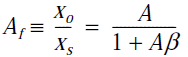 A_f ≡ x_o / x_s = A / (1 + Aβ)